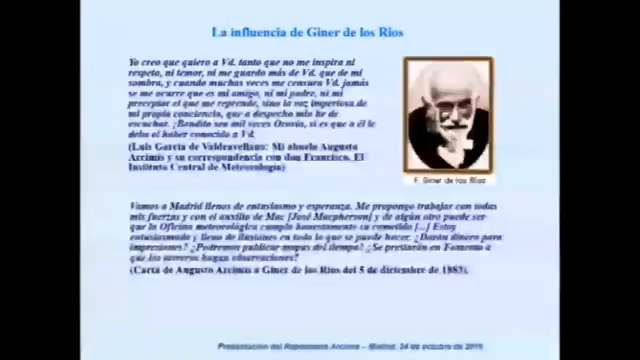 La influencia de Giner de los Ríos
Yo creo que quiero a Vd. tanto que no me inspira ni
respeto, ni temor, ni me guardo más de Vd. que de mi
sombra, y cuando muchas veces me censura Vd. jamás
se me ocurre que es mi amigo, ni mi padre, ni mi
preceptor el que me reprende, sino la voz imperiosa de
mi propia conciencia, que a despecho mío he de
escuchar. ¡Bendito sea mil veces Osuna, si es que a él le
debo el haber conocido a Vd.
(Luis García de Valdeavellano: Mi abuelo Augusto
Arcimís y su correspondencia con don Francisco. El
Instituto Central de Meteorología)
F. Giner de los Ríos
Vamos a Madrid llenos de entusiasmo y esperanza. Me propongo trabajar con todas
mis fuerzas y con el auxilio de Mac [José Macpherson] y de algún otro puede ser
que la Oficina meteorológica cumpla honestamente su cometido [...] Estoy
entusiasmado y lleno de ilusiones en todo lo que se puede hacer. ¿Darán dinero para
impresiones? ¿Podremos publicar mapas del tiempo? ¿Se prestarán en Fomento a
que los torreros hagan observaciones?
(Carta de Augusto Arcimís a Giner de los Ríos del 5 de diciembre de 1883).
Presentación del Repositorio Arcimís – Madrid, 24 de octubre de